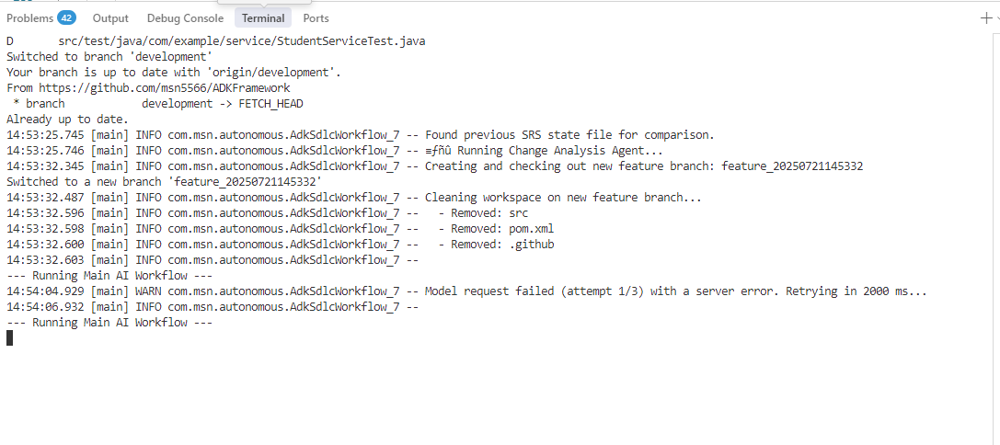 Problems 42 Output Debug Console Terminal Ports
D src/test/java/com/example/service/StudentServiceTest.java
Switched to branch 'development'
Your branch is up to date with 'origin/development'.
From https://github.com/msn5566/ADKFramework
* branch development -> FETCH_HEAD
Already up to date.
14:53:25.745 [main] INFO com.msn.autonomous.AdkSdlcWorkflow_7 -- Found previous SRS state file for comparison.
14:53:25.746 [main] INFO com.msn.autonomous.AdkSdlcWorkflow_7 -- ≡ƒñû Running Change Analysis Agent...
14:53:32.345 [main] INFO com.msn.autonomous.AdkSdlcWorkflow_7 -- Creating and checking out new feature branch: feature_20250721145332
Switched to a new branch 'feature_20250721145332'
14:53:32.487 [main] INFO com.msn.autonomous.AdkSdlcWorkflow_7 -- Cleaning workspace on new feature branch...
14:53:32.596 [main] INFO com.msn.autonomous.AdkSdlcWorkflow_7 -- - Removed: src
14:53:32.598 [main] INFO com.msn.autonomous.AdkSdlcWorkflow_7 -- - Removed: pom.xml
14:53:32.600 [main] INFO com.msn.autonomous.AdkSdlcWorkflow_7 -- - Removed: .github
14:53:32.603 [main] INFO com.msn.autonomous.AdkSdlcWorkflow_7 --
--- Running Main AI Workflow ---
14:54:04.929 [main] WARN com.msn.autonomous.AdkSdlcWorkflow_7 -- Model request failed (attempt 1/3) with a server error. Retrying in 2000 ms...
14:54:06.932 [main] INFO com.msn.autonomous.AdkSdlcWorkflow_7 --
--- Running Main AI Workflow ---